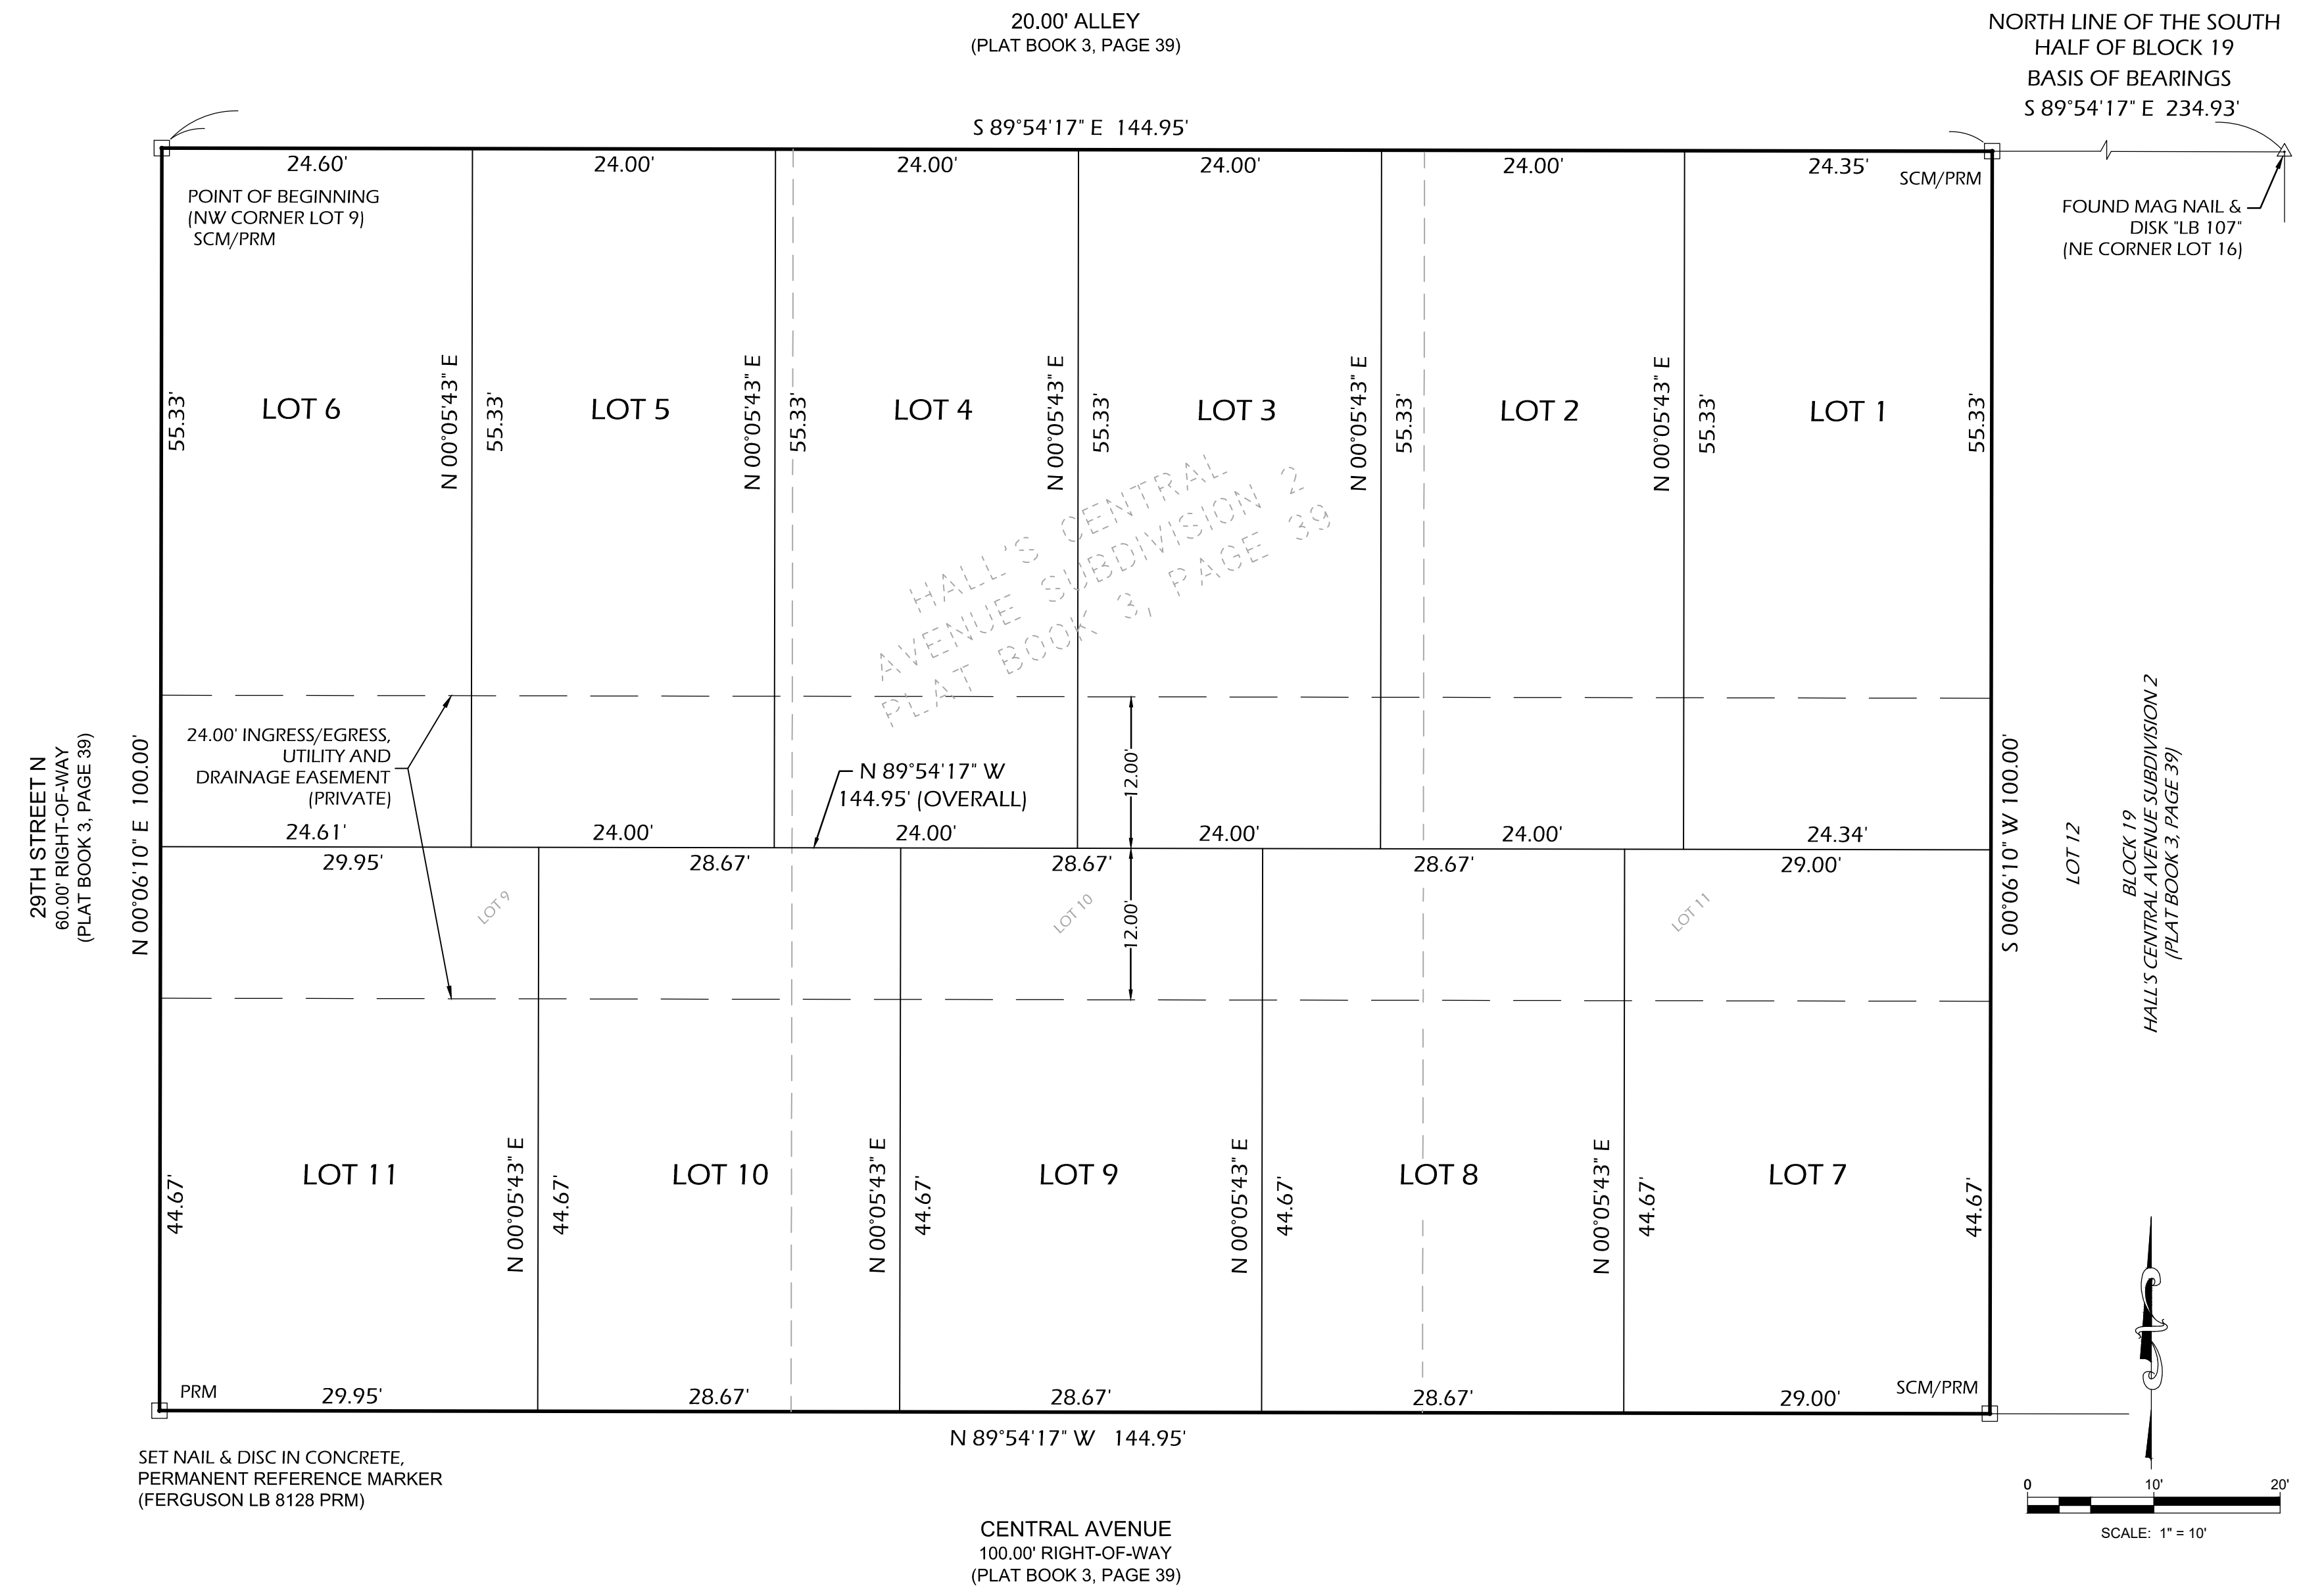 20.00' ALLEY
(PLAT BOOK 3, PAGE 39)
NORTH LINE OF THE SOUTH
HALF OF BLOCK 19
BASIS OF BEARINGS
S 89°54'17" E 234.93'
S 89°54'17" E 144.95'
24.60'
24.00'
24.00'
24.00'
24.00'
24.35'
POINT OF BEGINNING
(NW CORNER LOT 9)
SCM/PRM
SCM/PRM
FOUND MAG NAIL &
DISK "LB 107"
(NE CORNER LOT 16)
55.33'
LOT 6
N 00°05'43" E
55.33'
LOT 5
N 00°05'43" E
55.33'
LOT 4
N 00°05'43" E
55.33'
LOT 3
N 00°05'43" E
55.33'
LOT 2
N 00°05'43" E
55.33'
LOT 1
55.33'
HALL'S CENTRAL
AVENUE SUBDIVISION 2
PLAT BOOK 3, PAGE 39
29TH STREET N
60.00' RIGHT-OF-WAY
(PLAT BOOK 3, PAGE 39)
N 00°06'10" E 100.00'
24.00' INGRESS/EGRESS,
UTILITY AND
DRAINAGE EASEMENT
(PRIVATE)
N 89°54'17" W
144.95' (OVERALL)
12.00'
24.61'
24.00'
24.00'
24.00'
24.00'
24.34'
29.95'
28.67'
28.67'
28.67'
29.00'
LOT 9
LOT 10
12.00'
LOT 11
S 00°06'10" W 100.00'
LOT 12
BLOCK 19
HALL'S CENTRAL AVENUE SUBDIVISION 2
(PLAT BOOK 3, PAGE 39)
44.67'
LOT 11
N 00°05'43" E
44.67'
LOT 10
N 00°05'43" E
44.67'
LOT 9
N 00°05'43" E
44.67'
LOT 8
N 00°05'43" E
44.67'
LOT 7
44.67'
PRM
29.95'
28.67'
28.67'
28.67'
29.00'
SCM/PRM
N 89°54'17" W 144.95'
SET NAIL & DISC IN CONCRETE,
PERMANENT REFERENCE MARKER
(FERGUSON LB 8128 PRM)
CENTRAL AVENUE
100.00' RIGHT-OF-WAY
(PLAT BOOK 3, PAGE 39)
0 10' 20'
SCALE: 1" = 10'